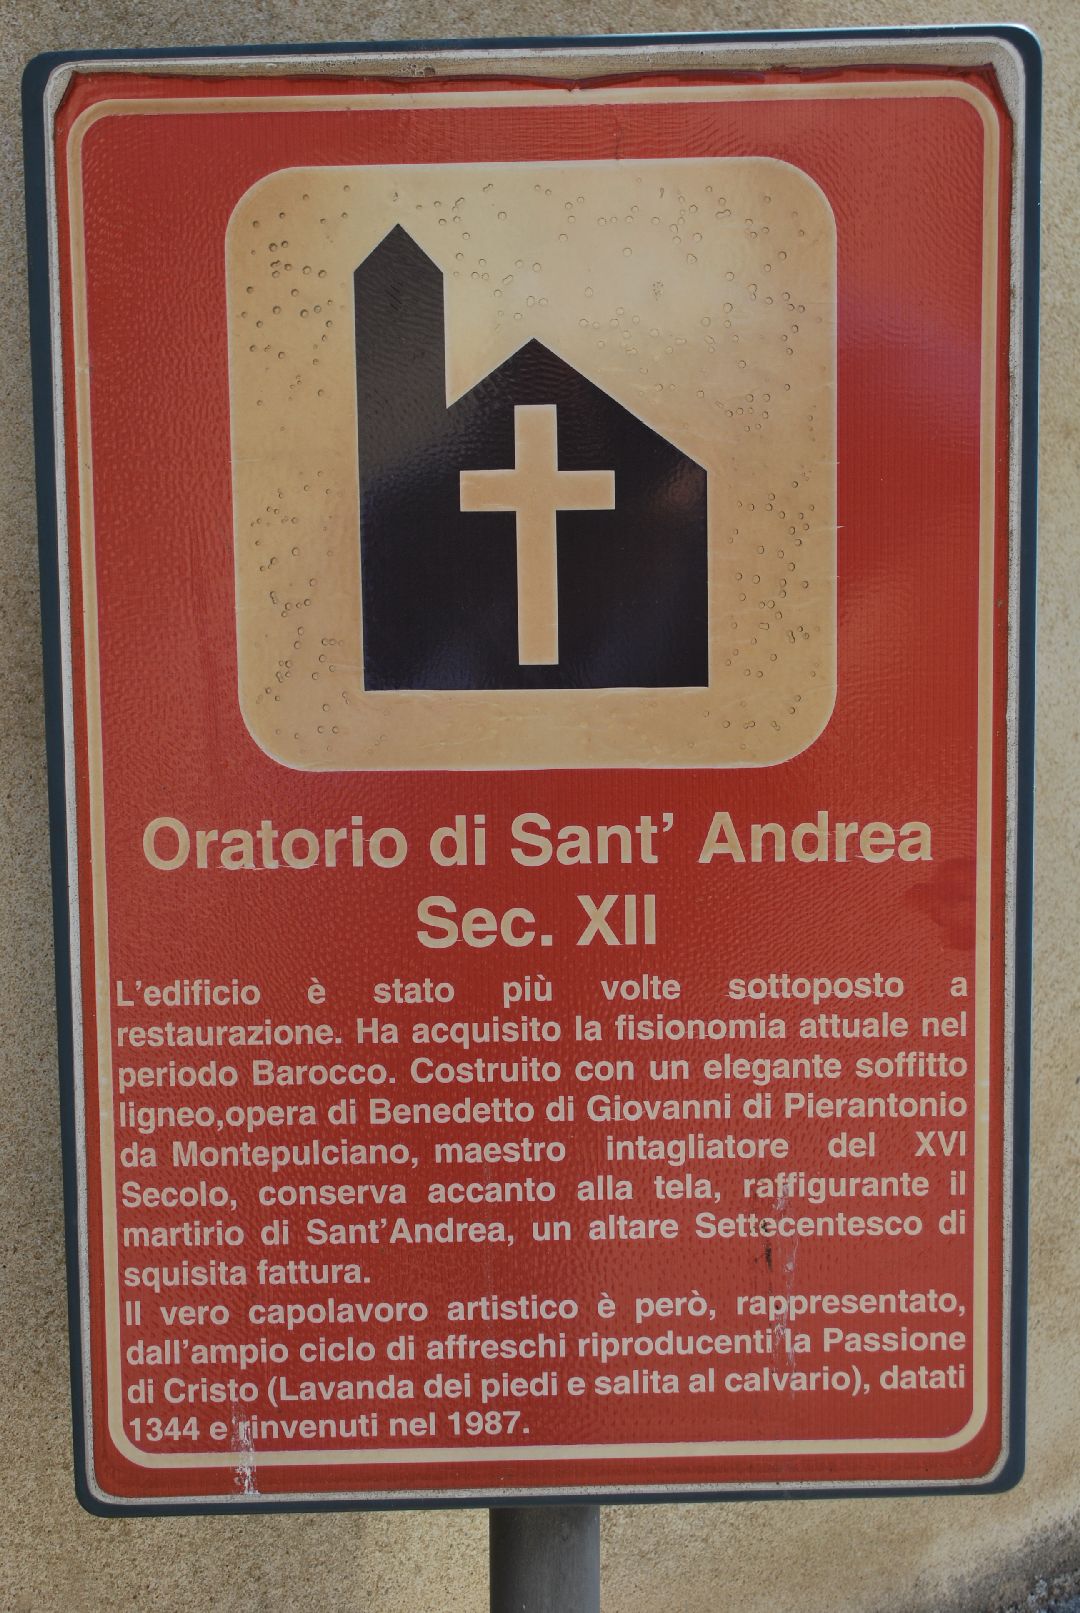 Oratorio di Sant' Andrea
Sec. XII
L'edificio è stato più volte sottoposto a
restaurazione. Ha acquisito la fisionomia attuale nel
periodo Barocco. Costruito con un elegante soffitto
ligneo,opera di Benedetto di Giovanni di Pierantonio
da Montepulciano, maestro intagliatore del XVI
Secolo, conserva accanto alla tela, raffigurante il
martirio di Sant'Andrea, un altare Settecentesco di
squisita fattura.
Il vero capolavoro artistico è però, rappresentato,
dall'ampio ciclo di affreschi riproducenti la Passione
di Cristo (Lavanda dei piedi e salita al calvario), datati
1344 e rinvenuti nel 1987.